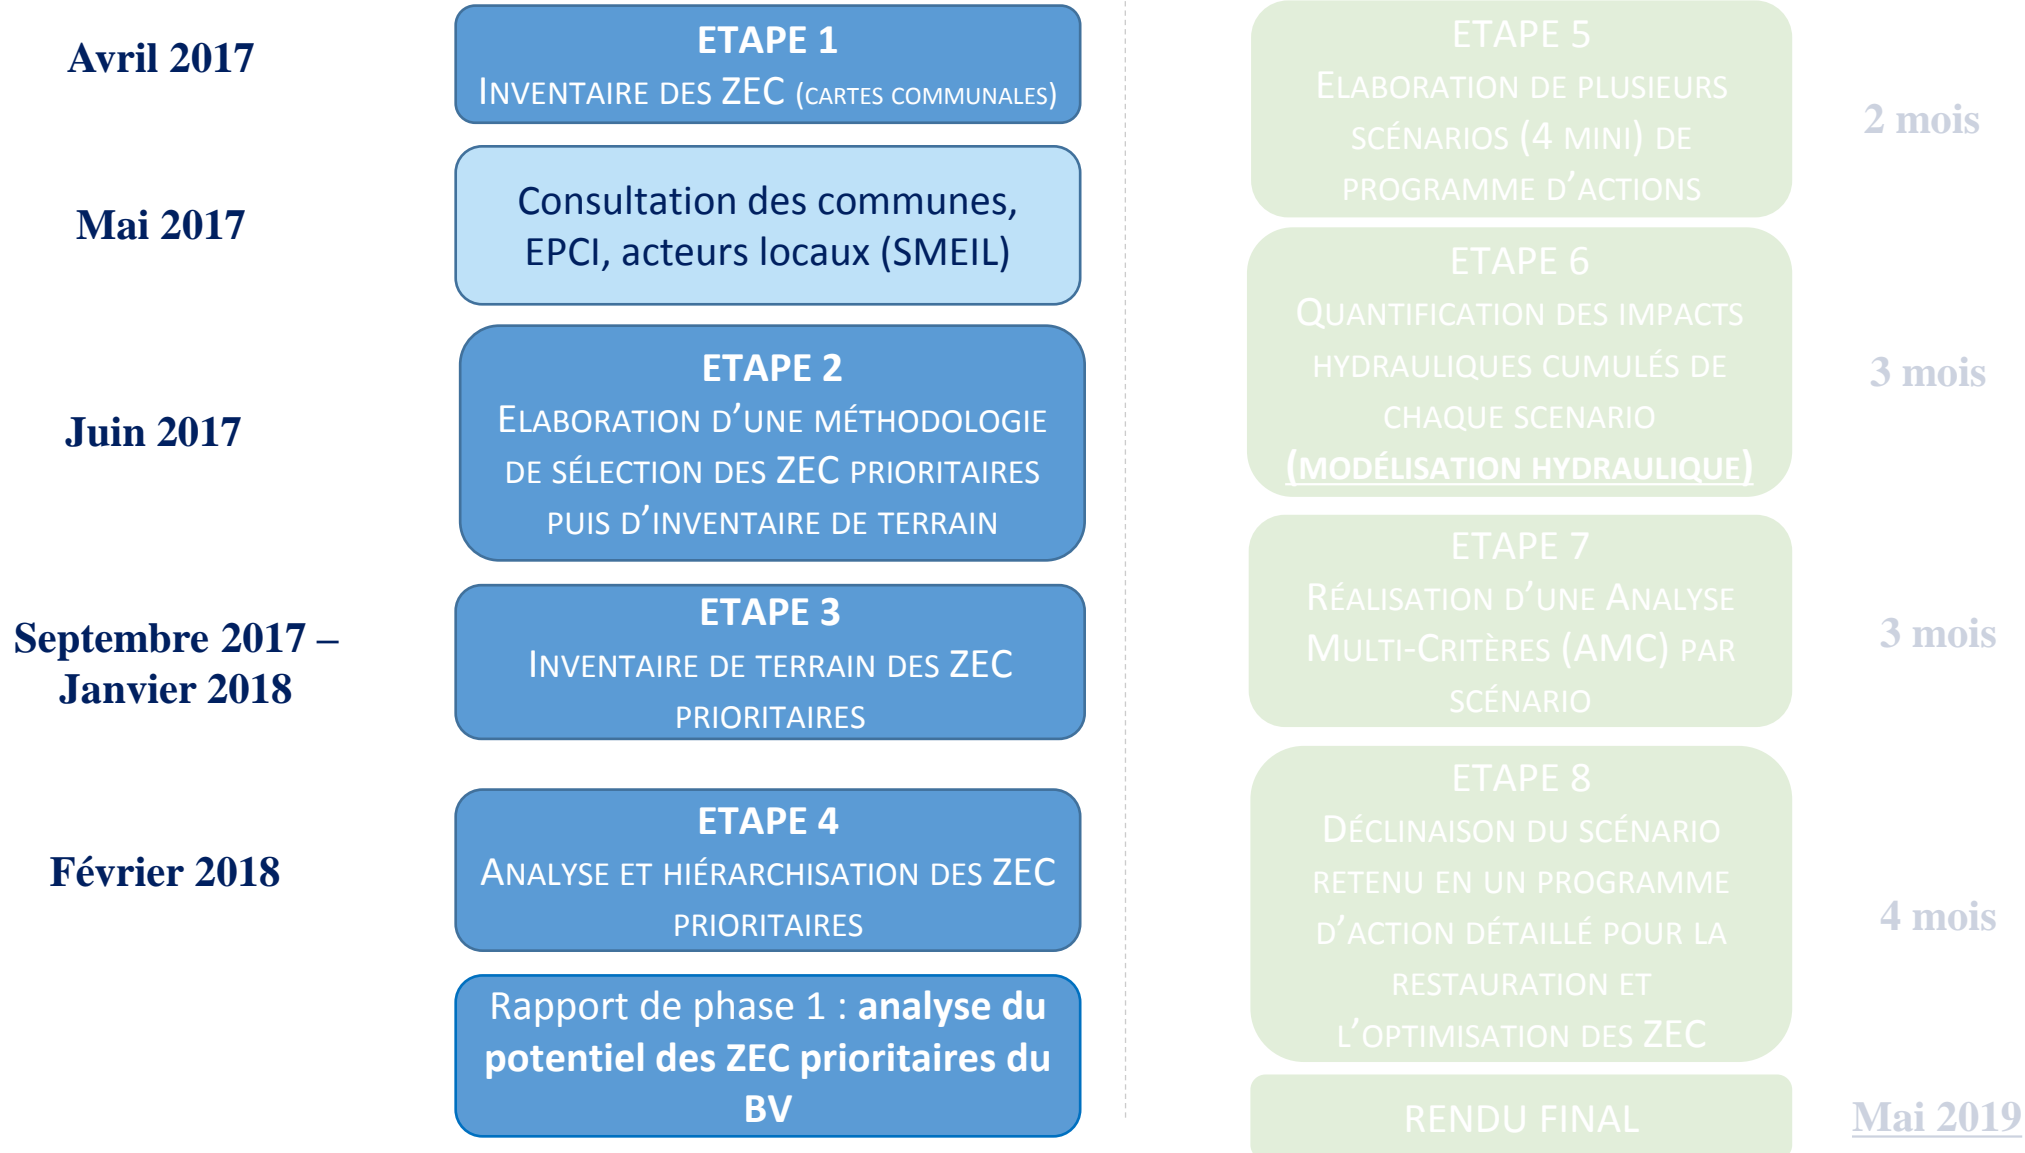 Avril 2017
ETAPE 1
INVENTAIRE DES ZEC (CARTES COMMUNALES)
Mai 2017
Consultation des communes,
EPCI, acteurs locaux (SMEIL)
Juin 2017
ETAPE 2
ELABORATION D’UNE MÉTHODOLOGIE
DE SÉLECTION DES ZEC PRIORITAIRES
PUIS D’INVENTAIRE DE TERRAIN
Septembre 2017 –
Janvier 2018
ETAPE 3
INVENTAIRE DE TERRAIN DES ZEC
PRIORITAIRES
Février 2018
ETAPE 4
ANALYSE ET HIÉRARCHISATION DES ZEC
PRIORITAIRES
Rapport de phase 1 : analyse du
potentiel des ZEC prioritaires du
BV
ETAPE 5
ELABORATION DE PLUSIEURS
SCÉNARIOS (4 MINI) DE
PROGRAMME D’ACTIONS
2 mois
ETAPE 6
QUANTIFICATION DES IMPACTS
HYDRAULIQUES CUMULÉS DE
CHAQUE SCENARIO
(MODÉLISATION HYDRAULIQUE)
3 mois
ETAPE 7
RÉALISATION D’UNE ANALYSE
MULTI-CRITÈRES (AMC) PAR
SCÉNARIO
3 mois
ETAPE 8
DÉCLINAISON DU SCÉNARIO
RETENU EN UN PROGRAMME
D’ACTION DÉTAILLÉ POUR LA
RESTAURATION ET
L’OPTIMISATION DES ZEC
4 mois
RENDU FINAL
Mai 2019